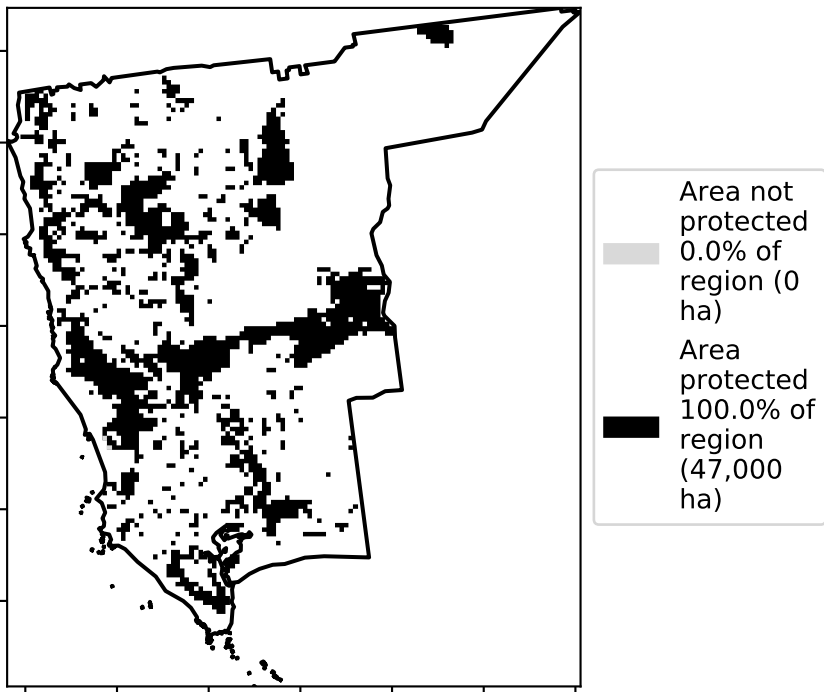 Area not
protected
0.0% of
region (0
ha)
Area
protected
100.0% of
region
(47,000
ha)